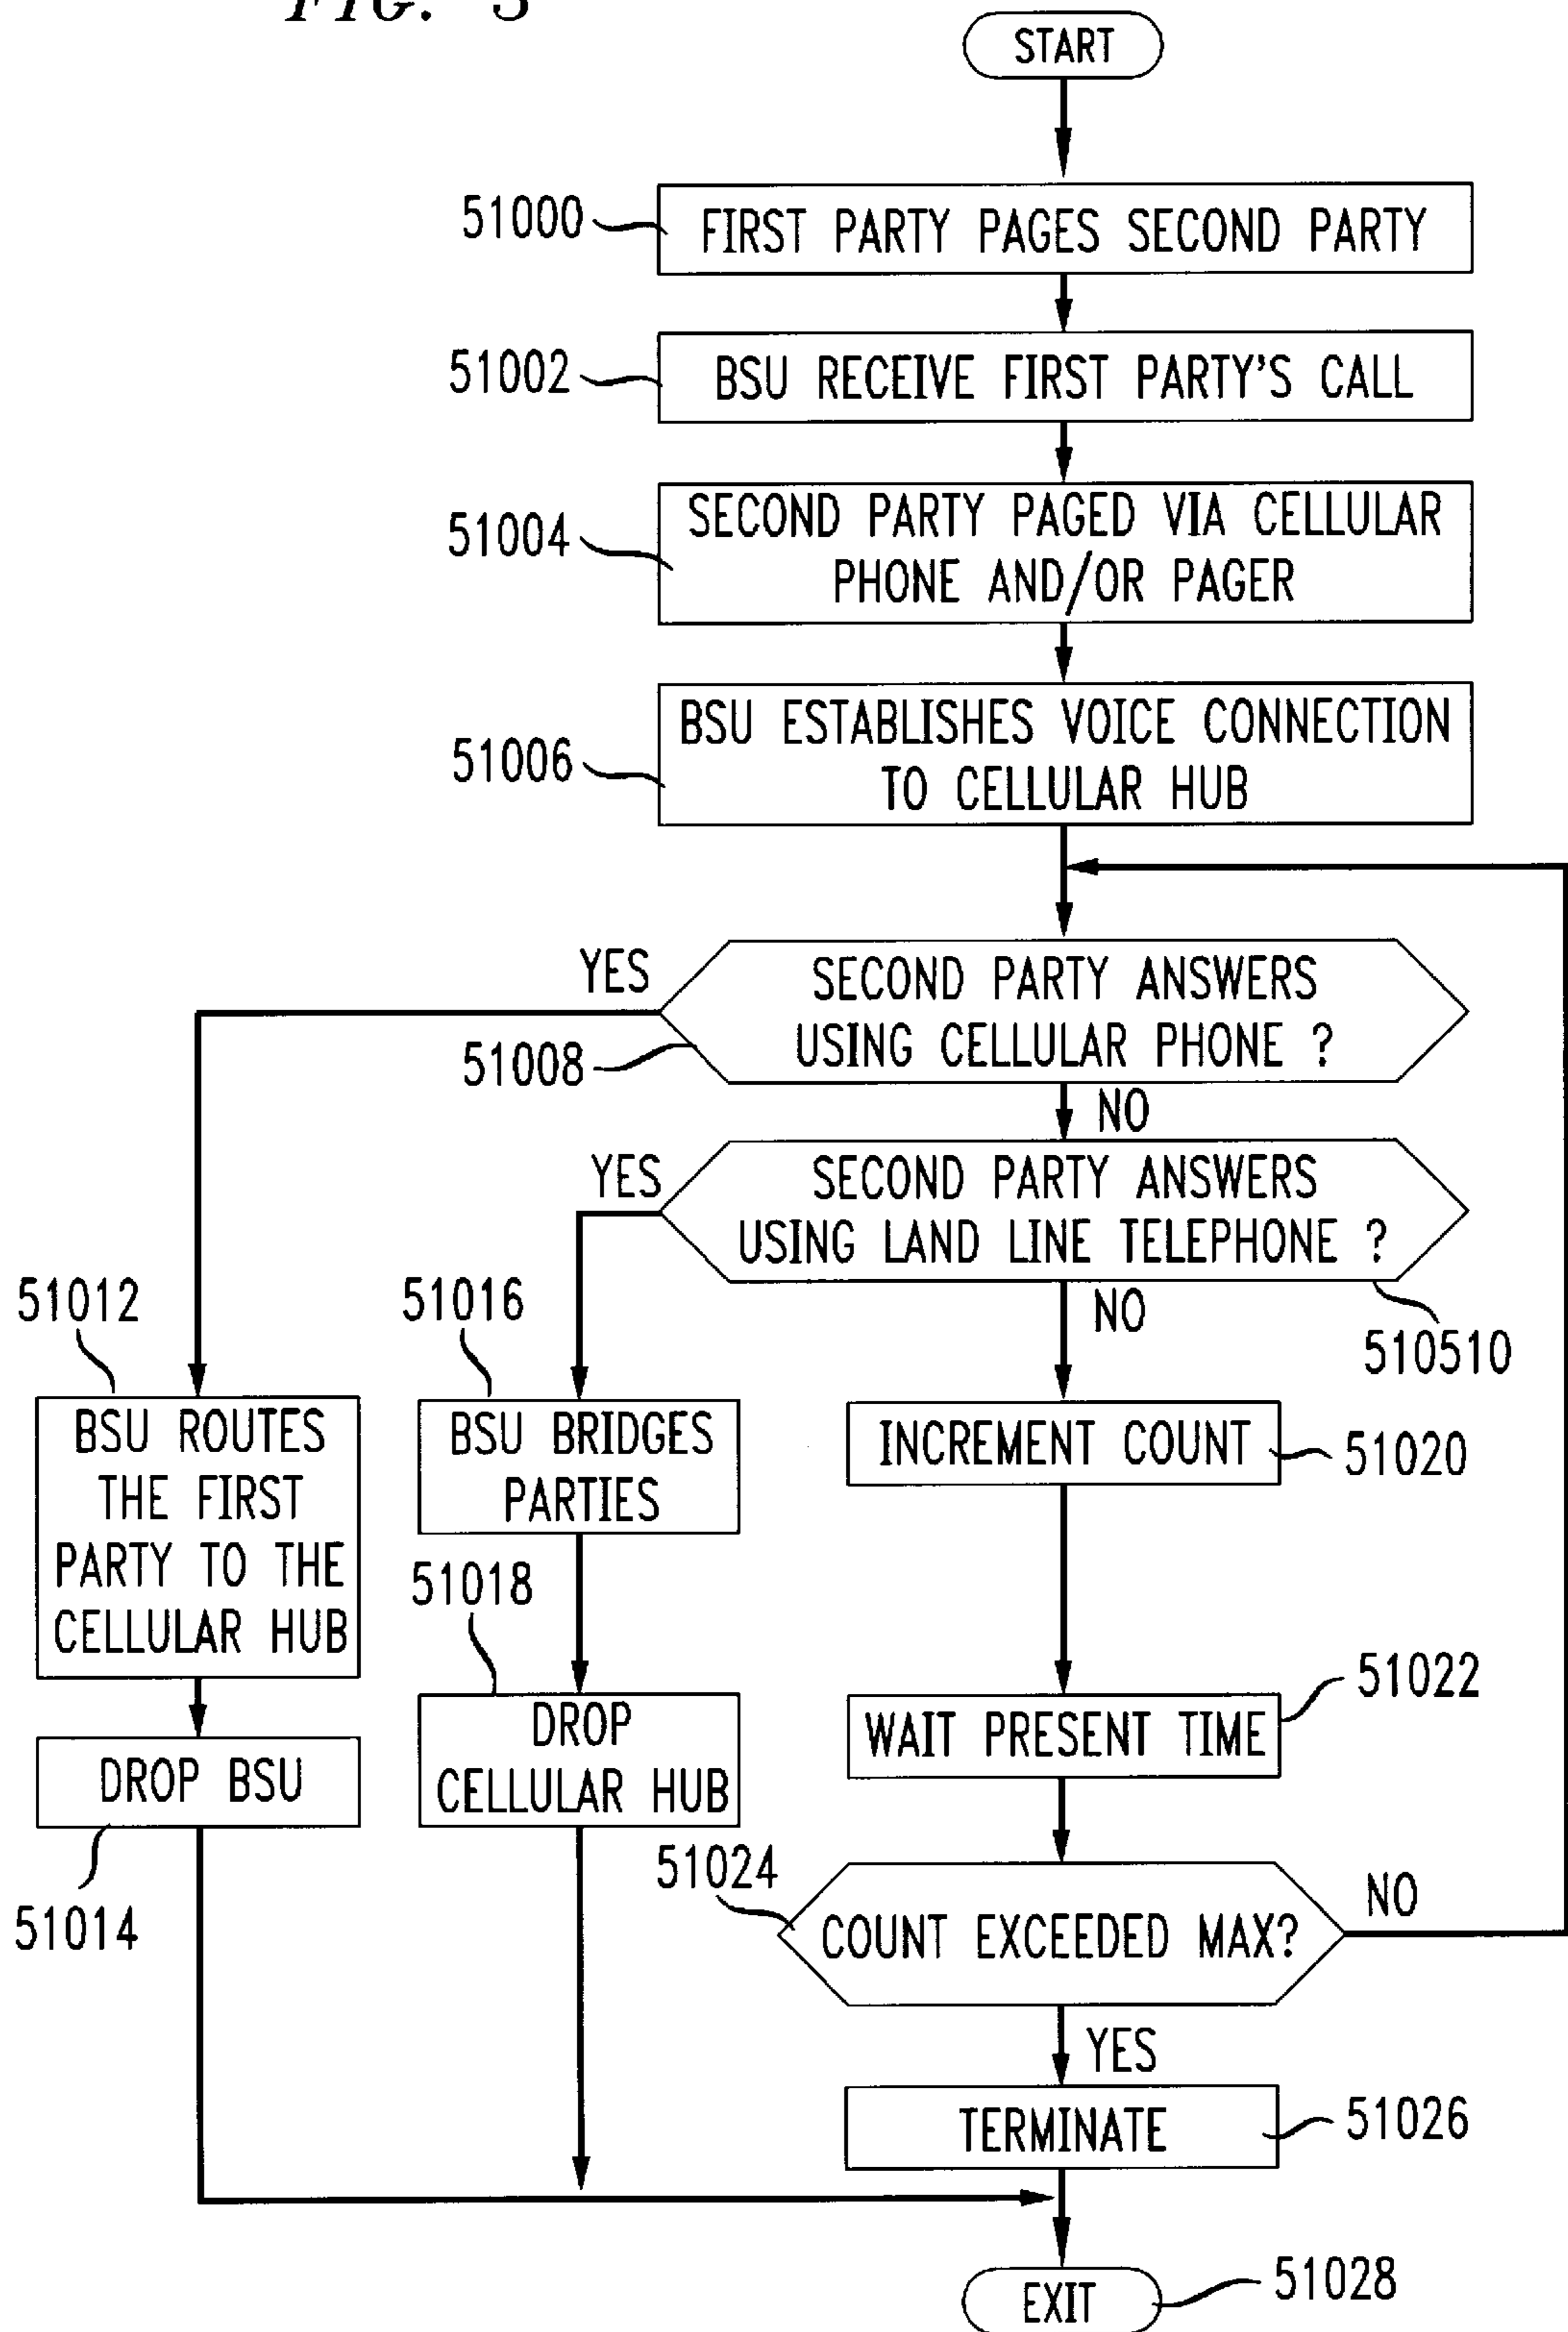 START
51000
FIRST PARTY PAGES SECOND PARTY
51002
BSU RECEIVE FIRST PARTY'S CALL
51004
SECOND PARTY PAGED VIA CELLULAR
PHONE AND/OR PAGER
51006
BSU ESTABLISHES VOICE CONNECTION
TO CELLULAR HUB
YES
SECOND PARTY ANSWERS
USING CELLULAR PHONE ?
51008
NO
YES
SECOND PARTY ANSWERS
USING LAND LINE TELEPHONE ?
NO
510510
51012
BSU ROUTES
THE FIRST
PARTY TO THE
CELLULAR HUB
DROP BSU
51014
51016
BSU BRIDGES
PARTIES
51018
DROP
CELLULAR HUB
INCREMENT COUNT
51020
51022
WAIT PRESENT TIME
51024
COUNT EXCEEDED MAX?
NO
YES
TERMINATE
51026
EXIT
51028